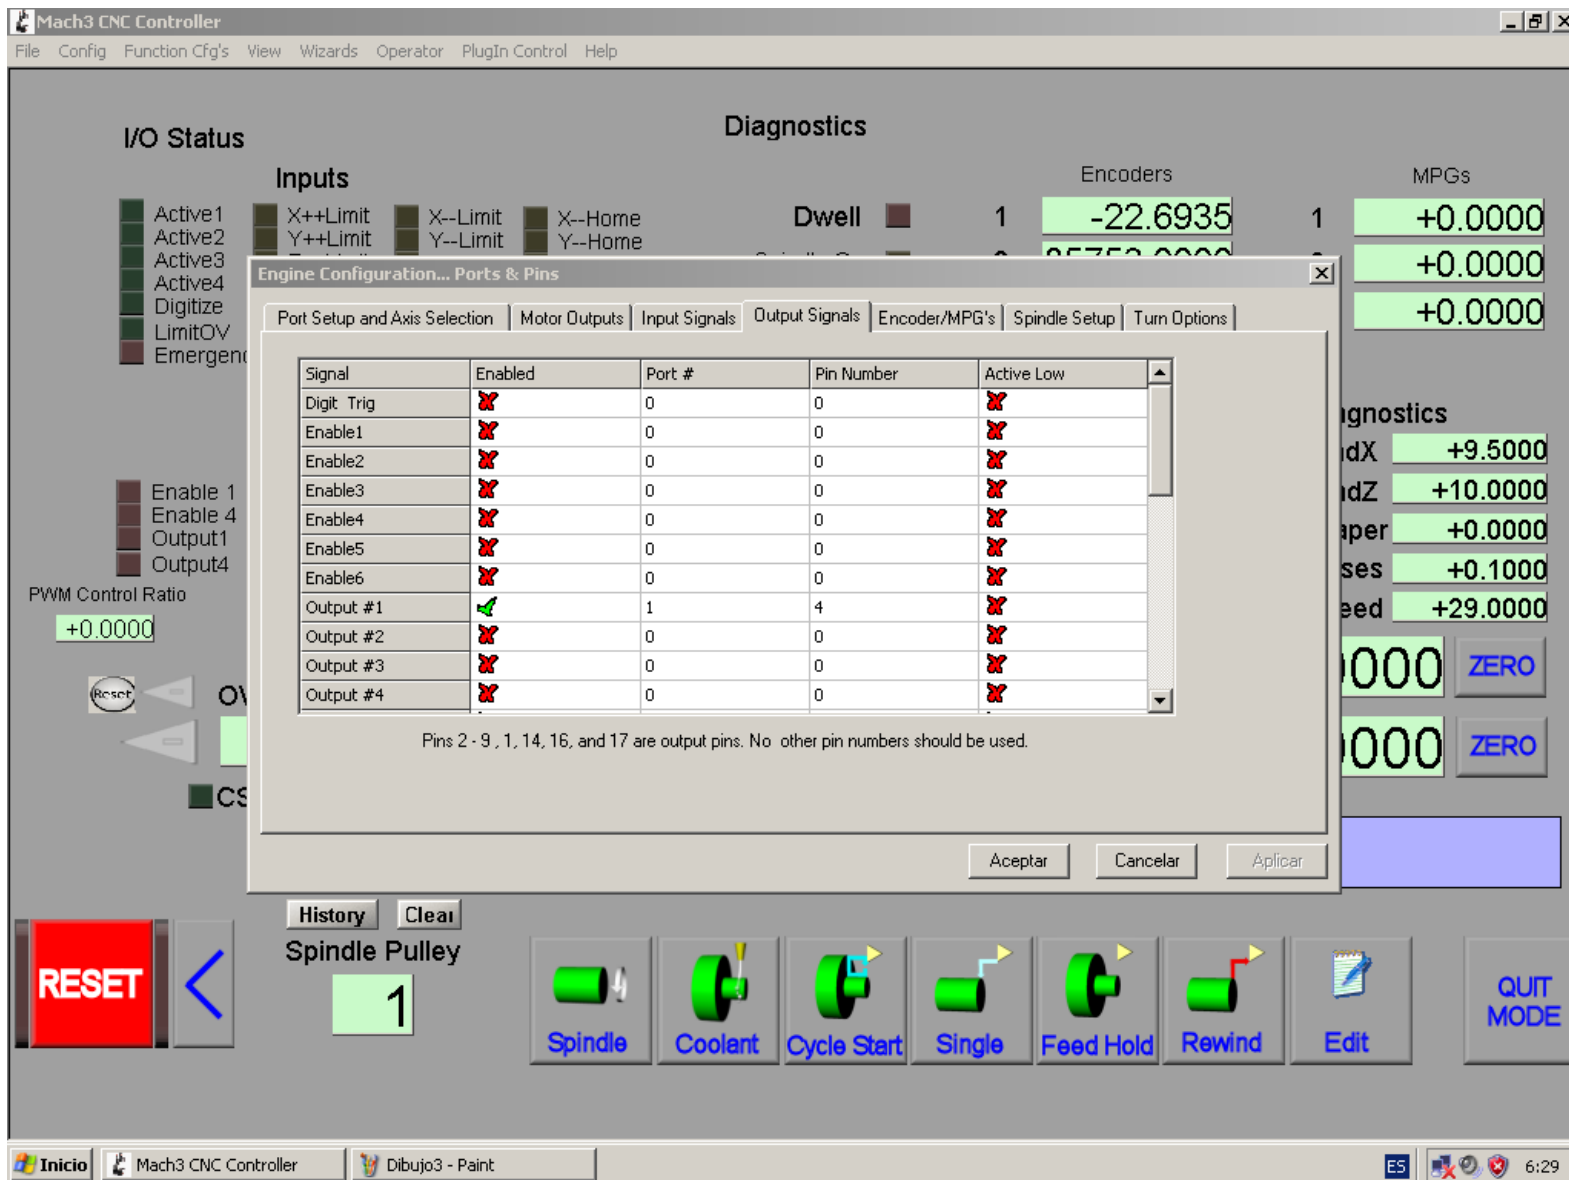 Mach3 CNC Controller
File Config Function Cfg's View Wizards Operator PlugIn Control Help
Diagnostics
I/O Status
Inputs
Encoders
MPGs
Active1
Active2
Active3
Active4
Digitize
LimitOV
X++Limit
X--Limit
X--Home
Y++Limit
Y--Limit
Y--Home
Dwell
1 -22.6935
1 +0.0000
+0.0000
+0.0000
Engine Configuration... Ports & Pins
Port Setup and Axis Selection Motor Outputs Input Signals Output Signals Encoder/MPG's Spindle Setup Turn Options
Signal Enabled Port # Pin Number Active Low
Digit Trig 0 0
Enable1 0 0
Enable2 0 0
Enable3 0 0
Enable4 0 0
Enable5 0 0
Enable6 0 0
Output #1 1 4
Output #2 0 0
Output #3 0 0
Output #4 0 0
Pins 2 - 9 , 1, 14, 16, and 17 are output pins. No other pin numbers should be used.
Aceptar Cancelar Aplicar
+9.5000
+10.0000
+0.0000
+0.1000
+29.0000
ZERO
ZERO
Enable 1
Enable 4
Output1
Output4
PWM Control Ratio
+0.0000
Reset
History Clear
Spindle Pulley
1
RESET
Spindle Coolant Cycle Start Single Feed Hold Rewind Edit
QUIT
MODE
Inicio Mach3 CNC Controller Dibujo3 - Paint ES 6:29